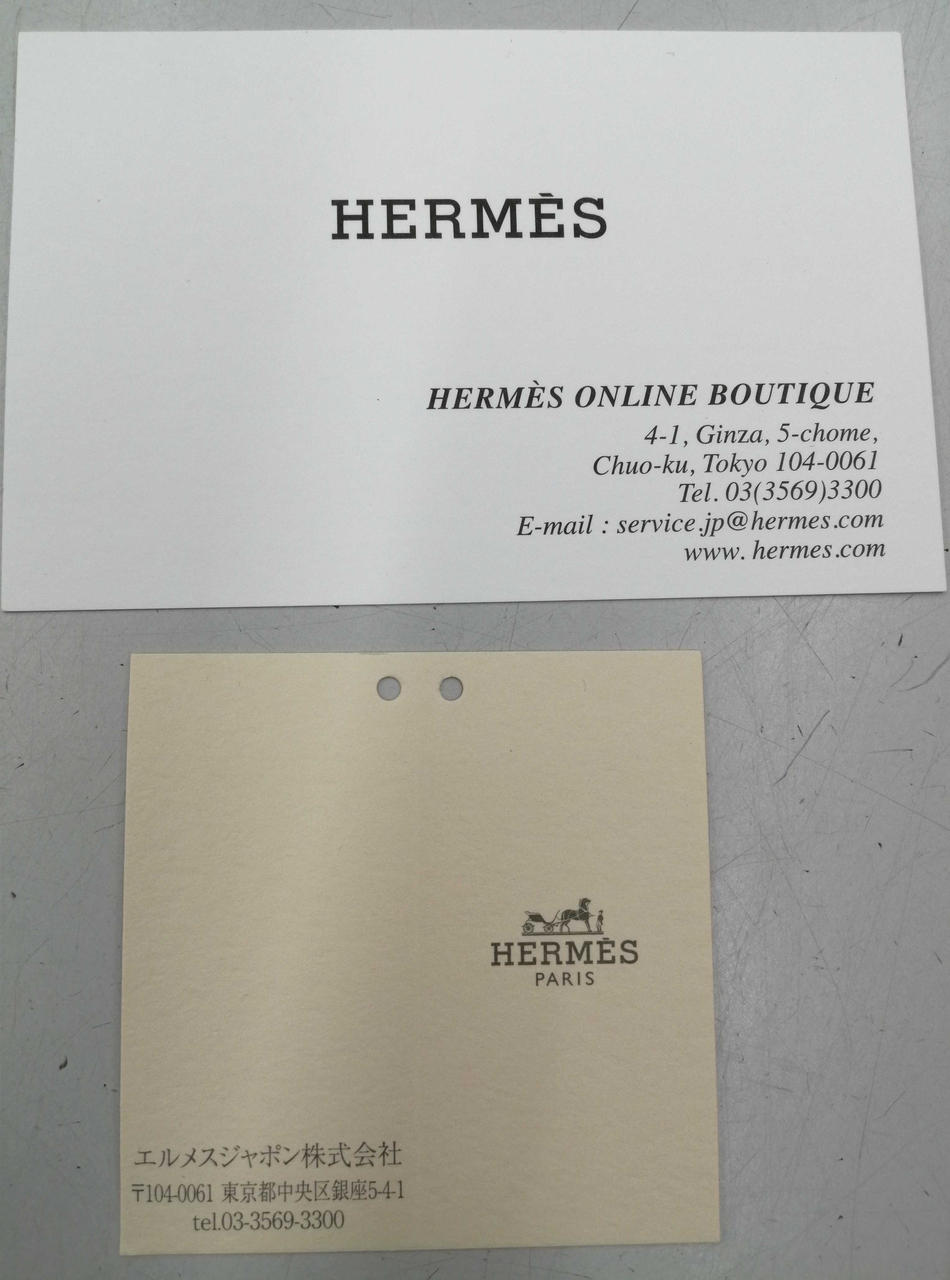 HERMÈS
HERMÈS ONLINE BOUTIQUE
4-1, Ginza, 5-chome,
Chuo-ku, Tokyo 104-0061
Tel. 03(3569)3300
E-mail : service.jp@hermes.com
www. hermes.com
HERMÈS
PARIS
エルメスジャポン株式会社
〒104-0061 東京都中央区銀座5-4-1
tel.03-3569-3300